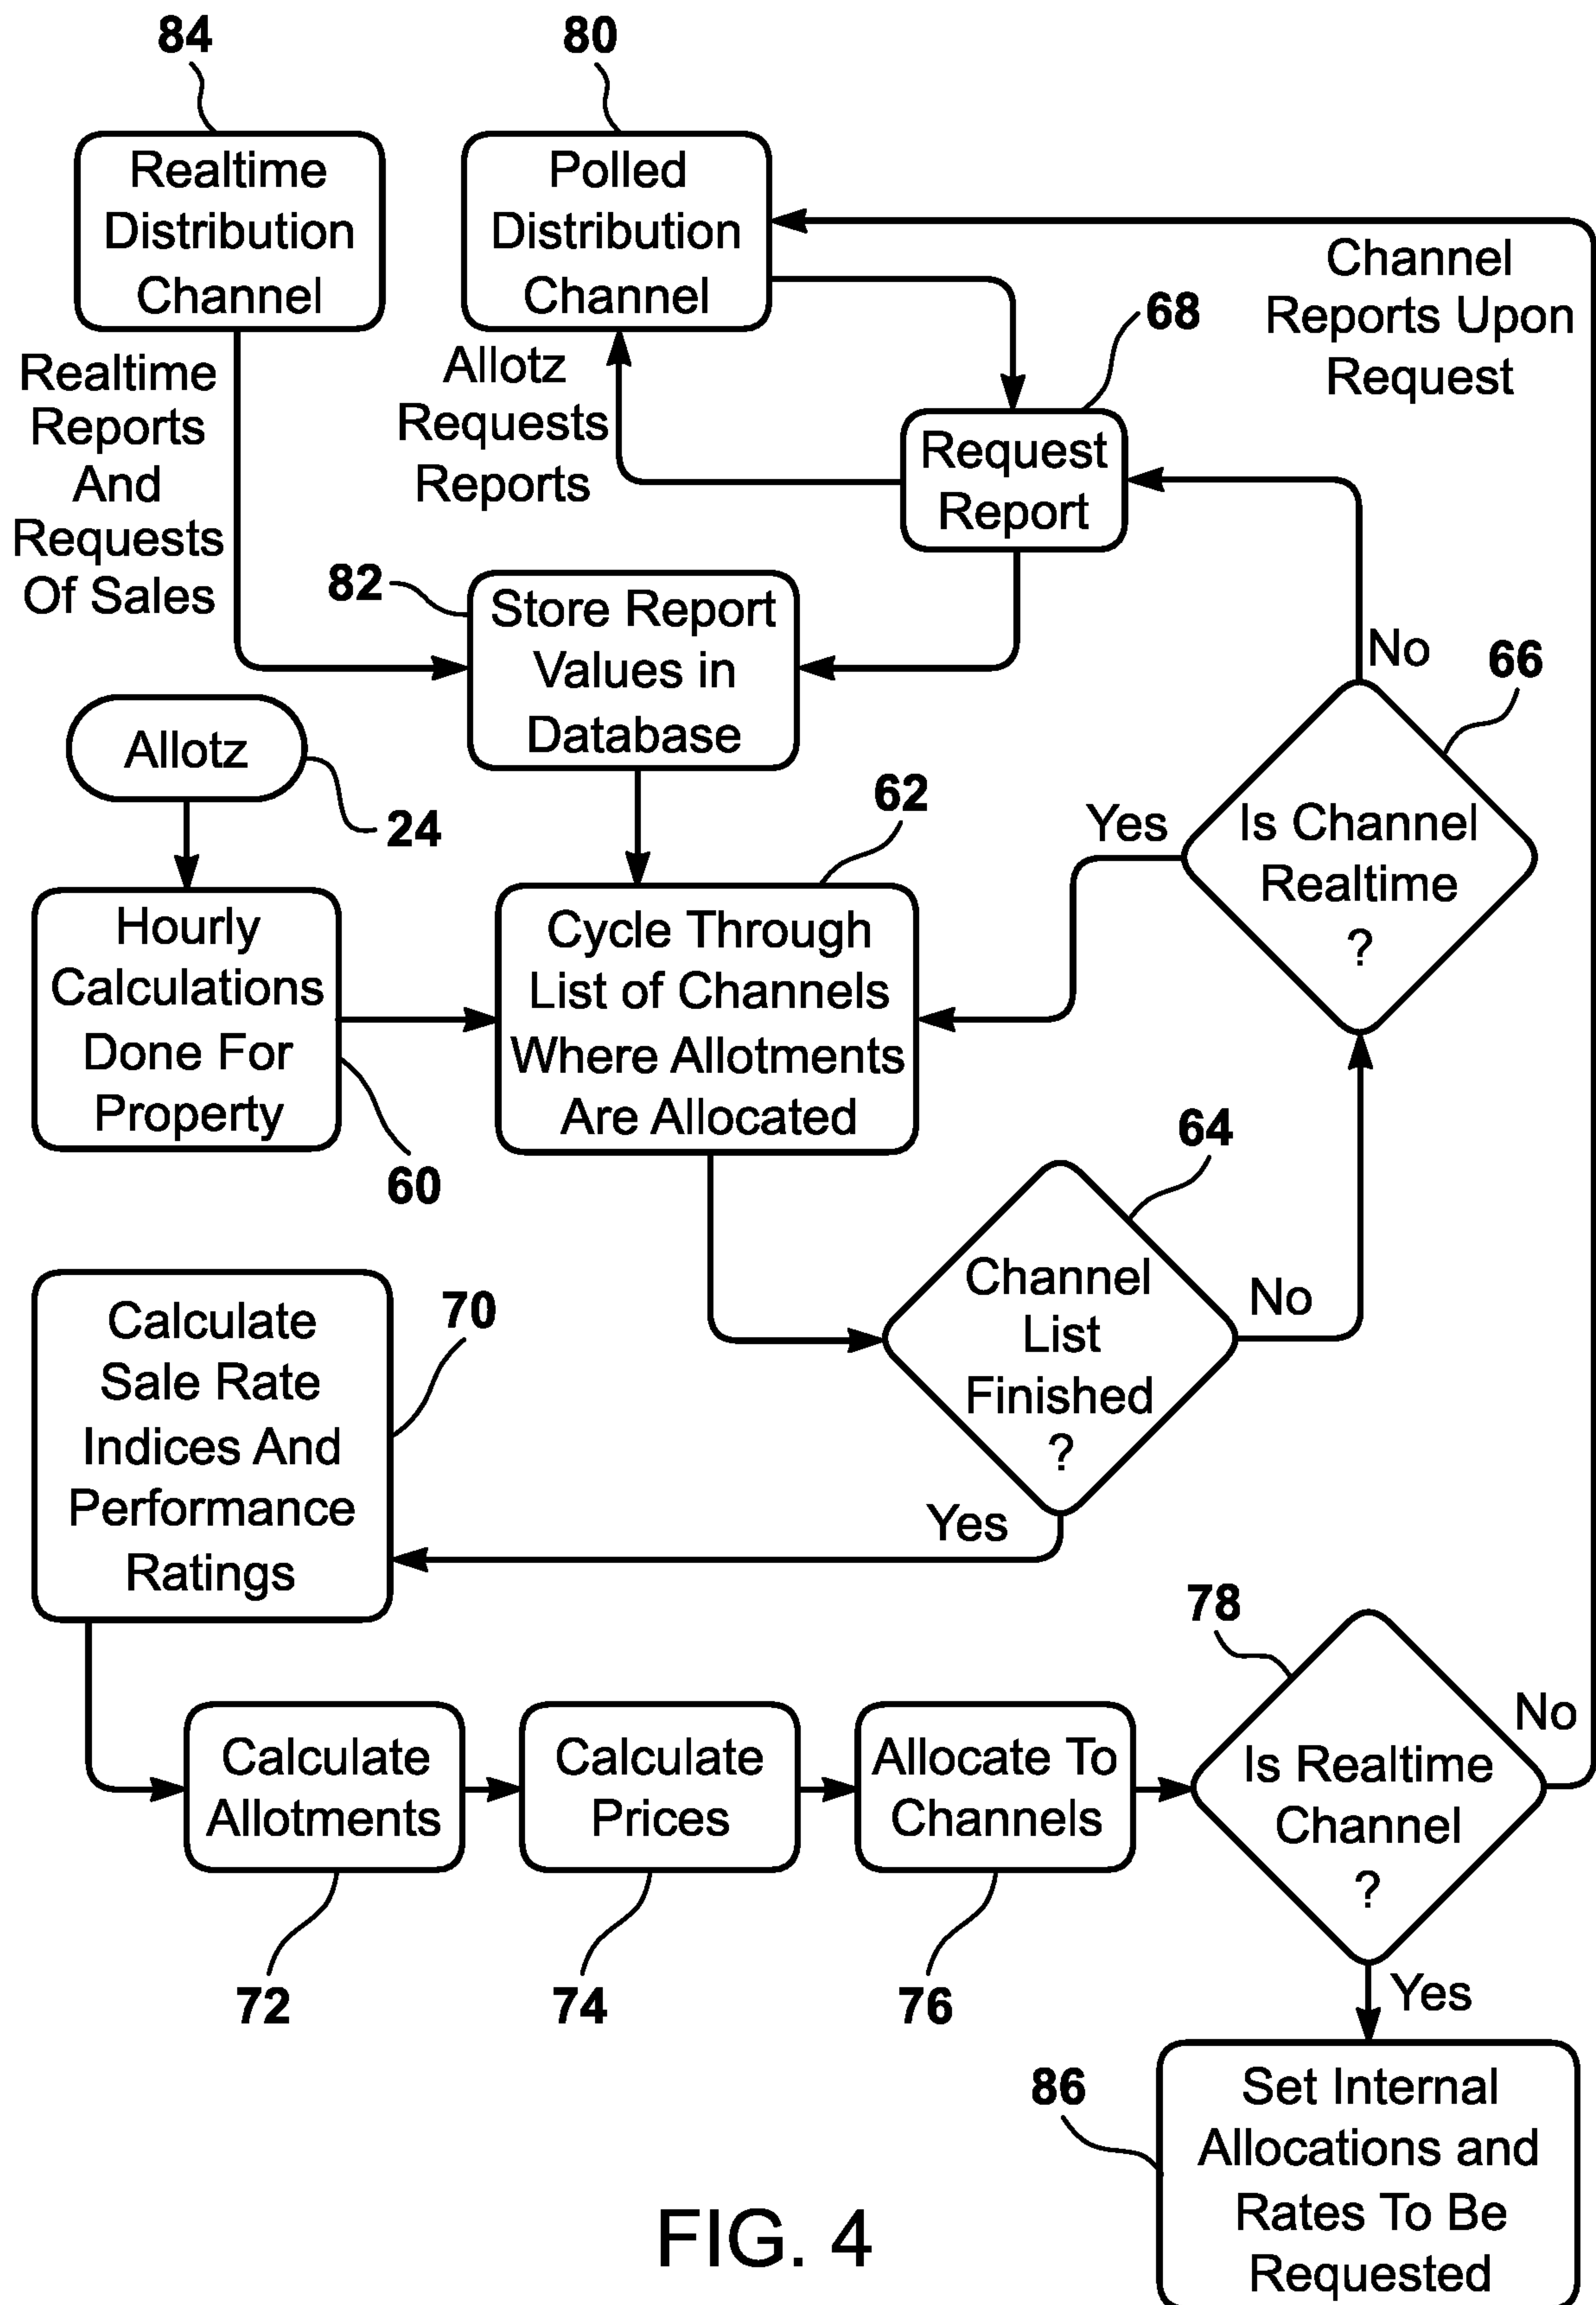 84
80
Realtime
Distribution
Channel
Polled
Distribution
Channel
Channel
Reports Upon
Request
68
Realtime
Reports
And
Requests
Of Sales
Allotz
Requests
Reports
Request
Report
82
Store Report
Values in
Database
No
66
Allotz
24
62
Yes
Is Channel
Realtime
?
Hourly
Calculations
Done For
Property
60
Cycle Through
List of Channels
Where Allotments
Are Allocated
64
Channel
List
Finished
?
No
Yes
Calculate
Sale Rate
Indices And
Performance
Ratings
70
78
No
Calculate
Allotments
Calculate
Prices
Allocate To
Channels
Is Realtime
Channel
?
72
74
76
Yes
86
Set Internal
Allocations and
Rates To Be
Requested
FIG. 4